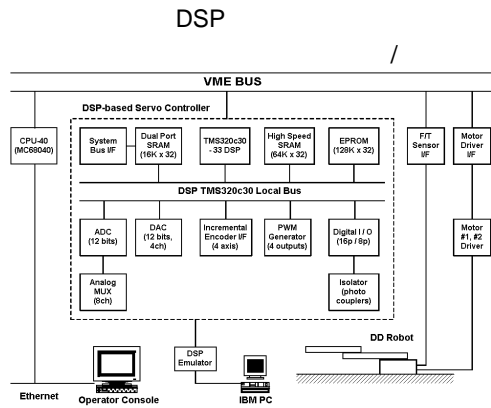 DSP
/
VME BUS
DSP-based Servo Controller
CPU-40
(MC68040)
System
Bus I/F
Dual Port
SRAM
(16K x 32)
TMS320c30
- 33 DSP
High Speed
SRAM
(64K x 32)
EPROM
(128K x 32)
F/T
Sensor
I/F
Motor
Driver
I/F
DSP TMS320c30 Local Bus
ADC
(12 bits)
DAC
(12 bits,
4ch)
Incremental
Encoder I/F
(4 axis)
PWM
Generator
(4 outputs)
Digital I / O
(16p / 8p)
Motor
#1, #2
Driver
Analog
MUX
(8ch)
Isolator
(photo
couplers)
DSP
Emulator
DD Robot
Ethernet
Operator Console
IBM PC